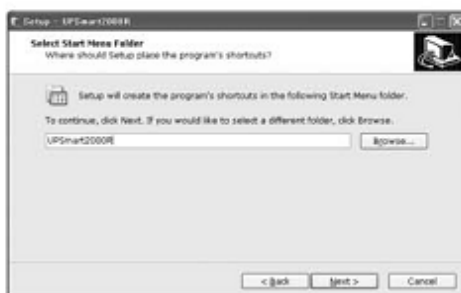 Setup - UPSmart2000R
Select Start Menu Folder
Where should Setup place the program's shortcuts?
Setup will create the program's shortcuts in the following Start Menu folder.
To continue, click Next. If you would like to select a different folder, click Browse.
UPSmart2000R
Browse...
< Back
Next >
Cancel